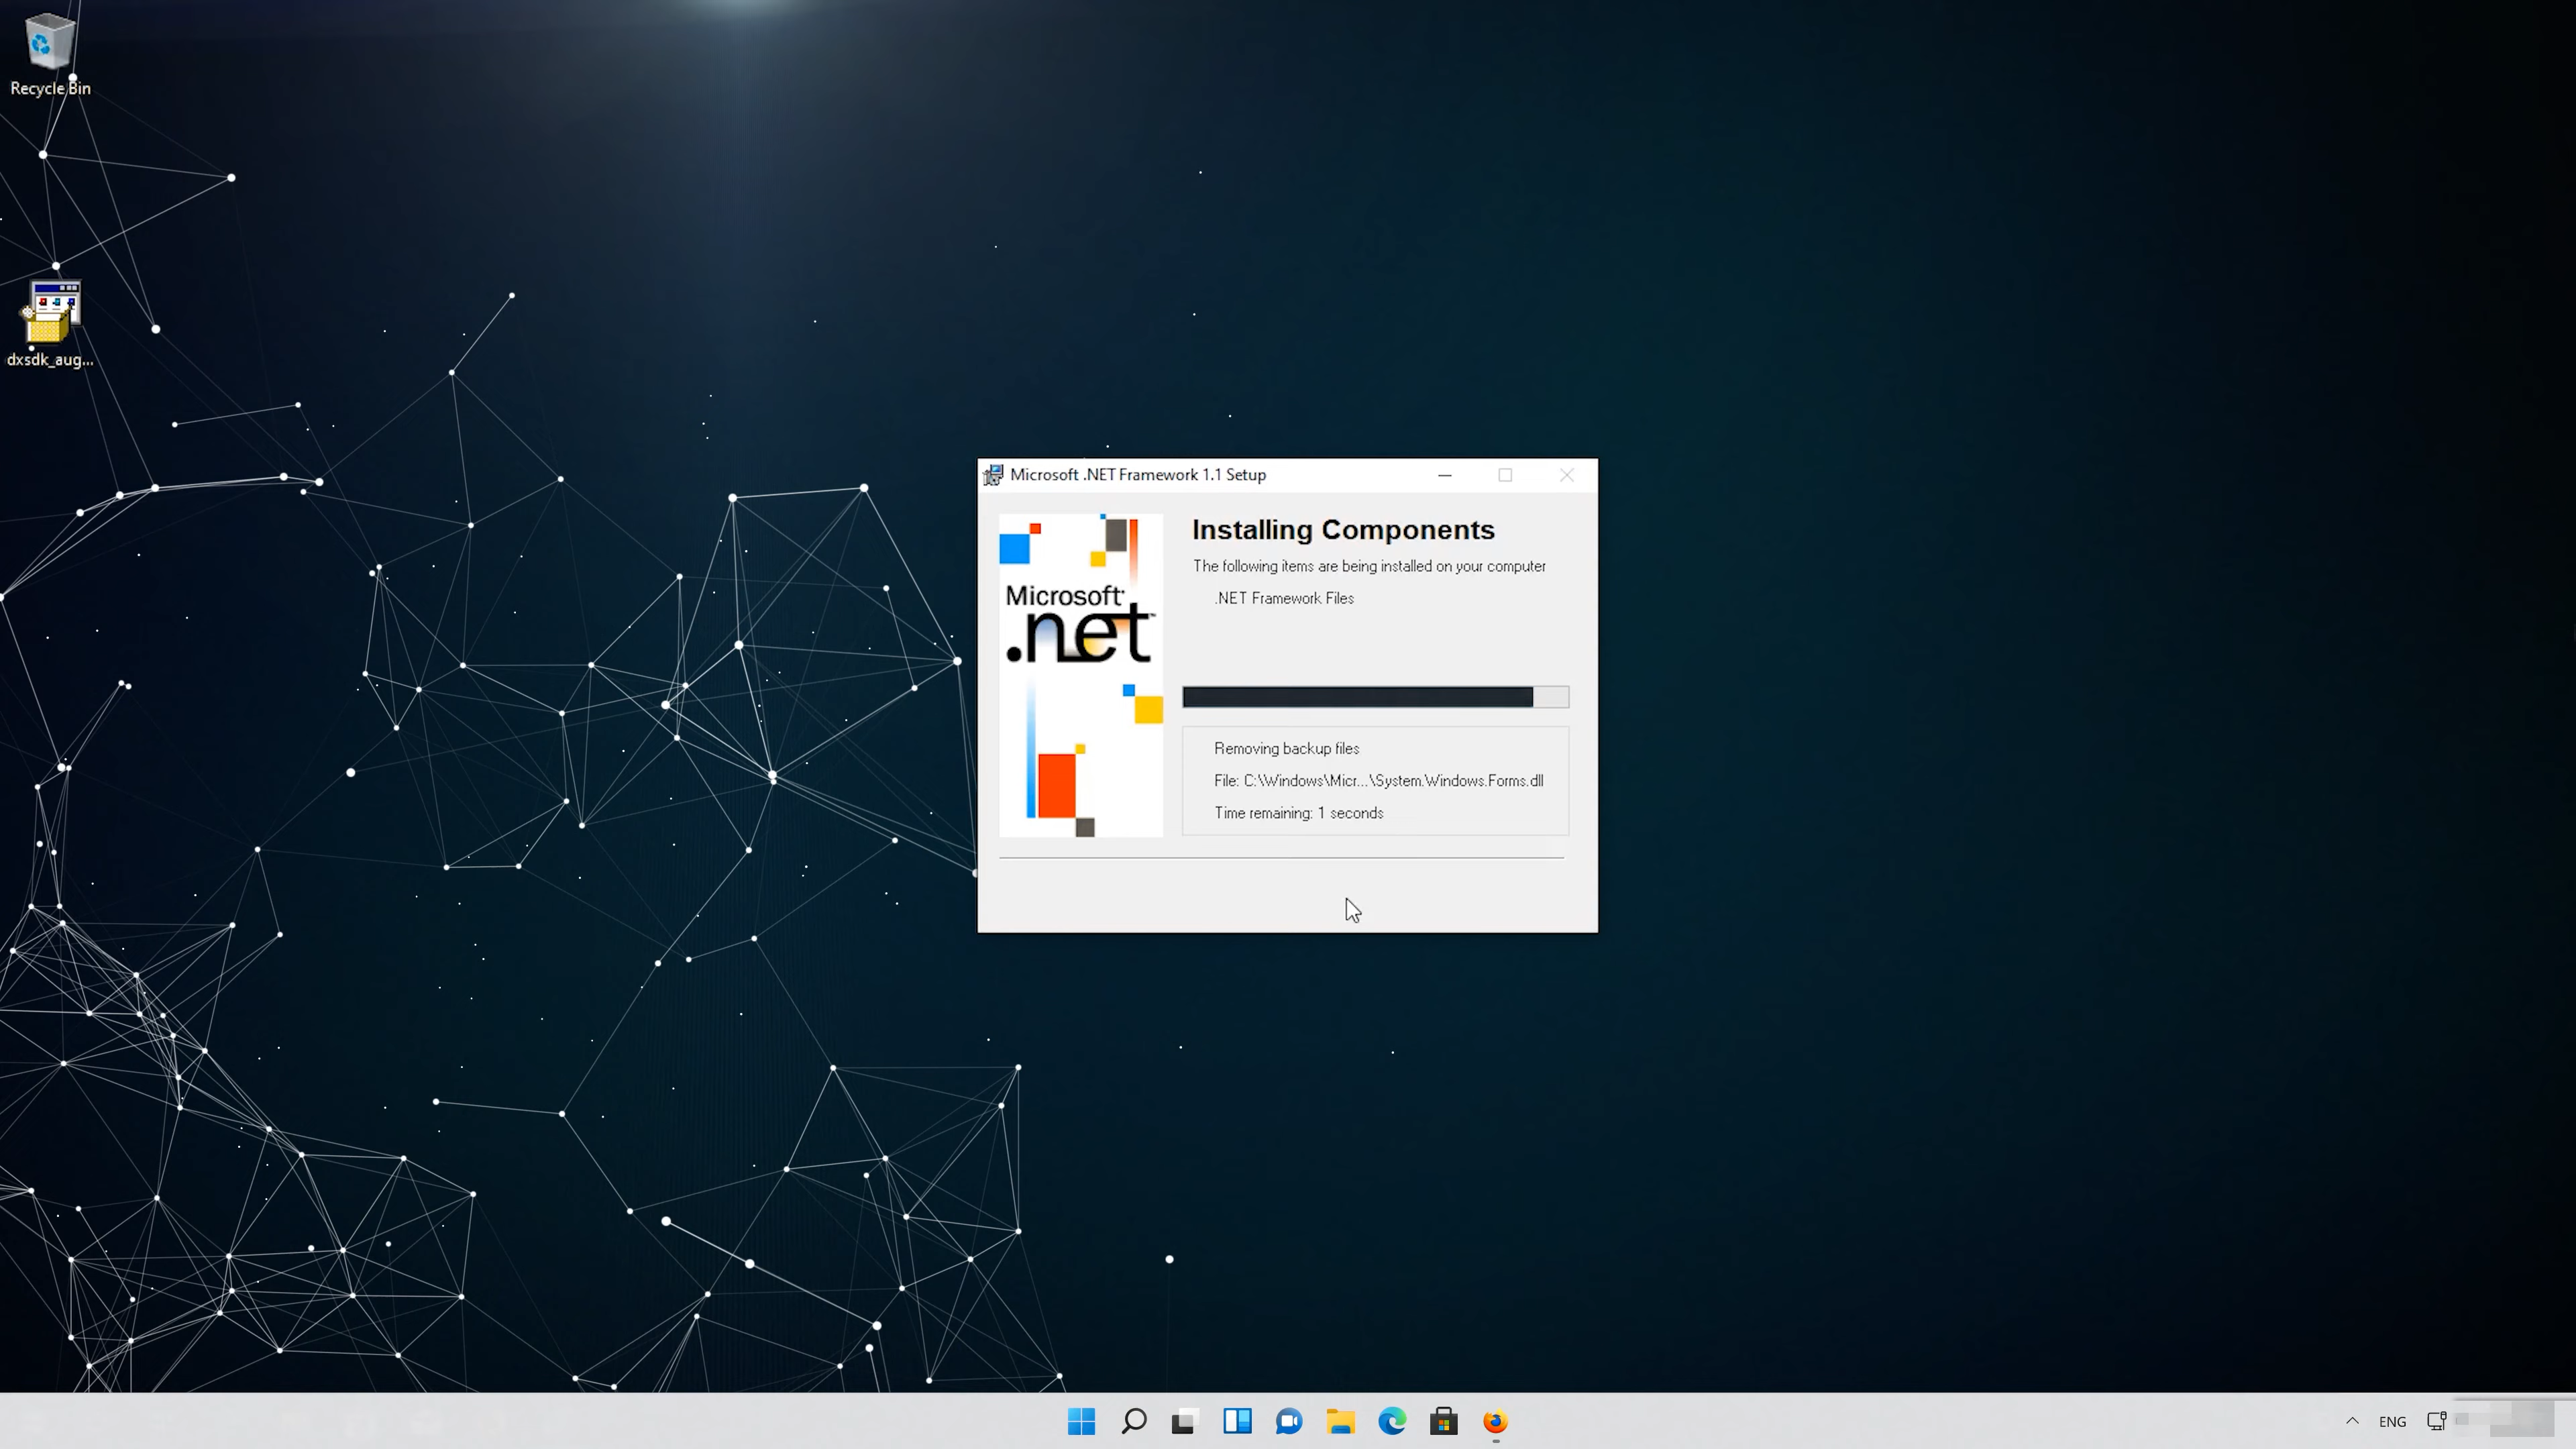 Recycle Bin
dxsdk_aug...
Microsoft .NET Framework 1.1 Setup
Installing Components
The following items are being installed on your computer
.NET Framework Files
Microsoft
.net
Removing backup files
File: C:\Windows\Micr...\System.Windows.Forms.dll
Time remaining: 1 seconds
ENG